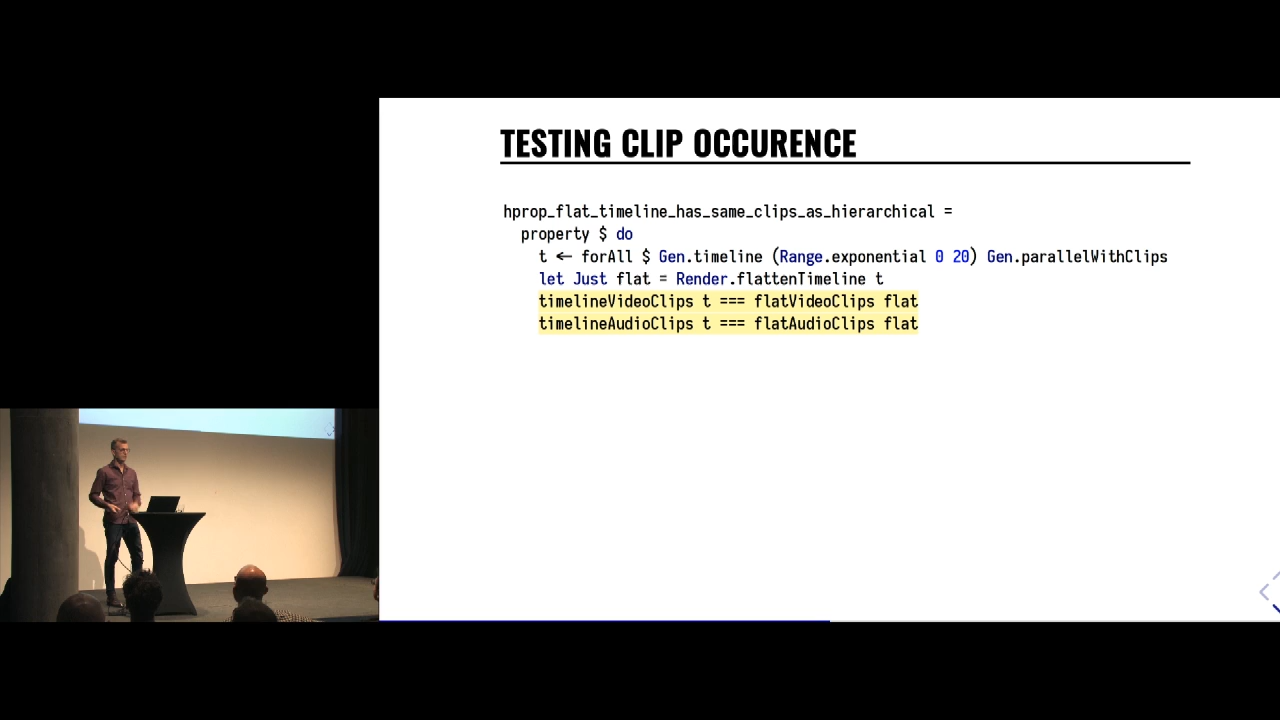 TESTING CLIP OCCURENCE
hprop_flat_timeline_has_same_clips_as_hierarchical =
property $ do
t ← forAll $ Gen.timeline (Range.exponential 0 20) Gen.parallelWithClips
let Just flat = Render.flattenTimeline t
timelineVideoClips t === flatVideoClips flat
timelineAudioClips t === flatAudioClips flat